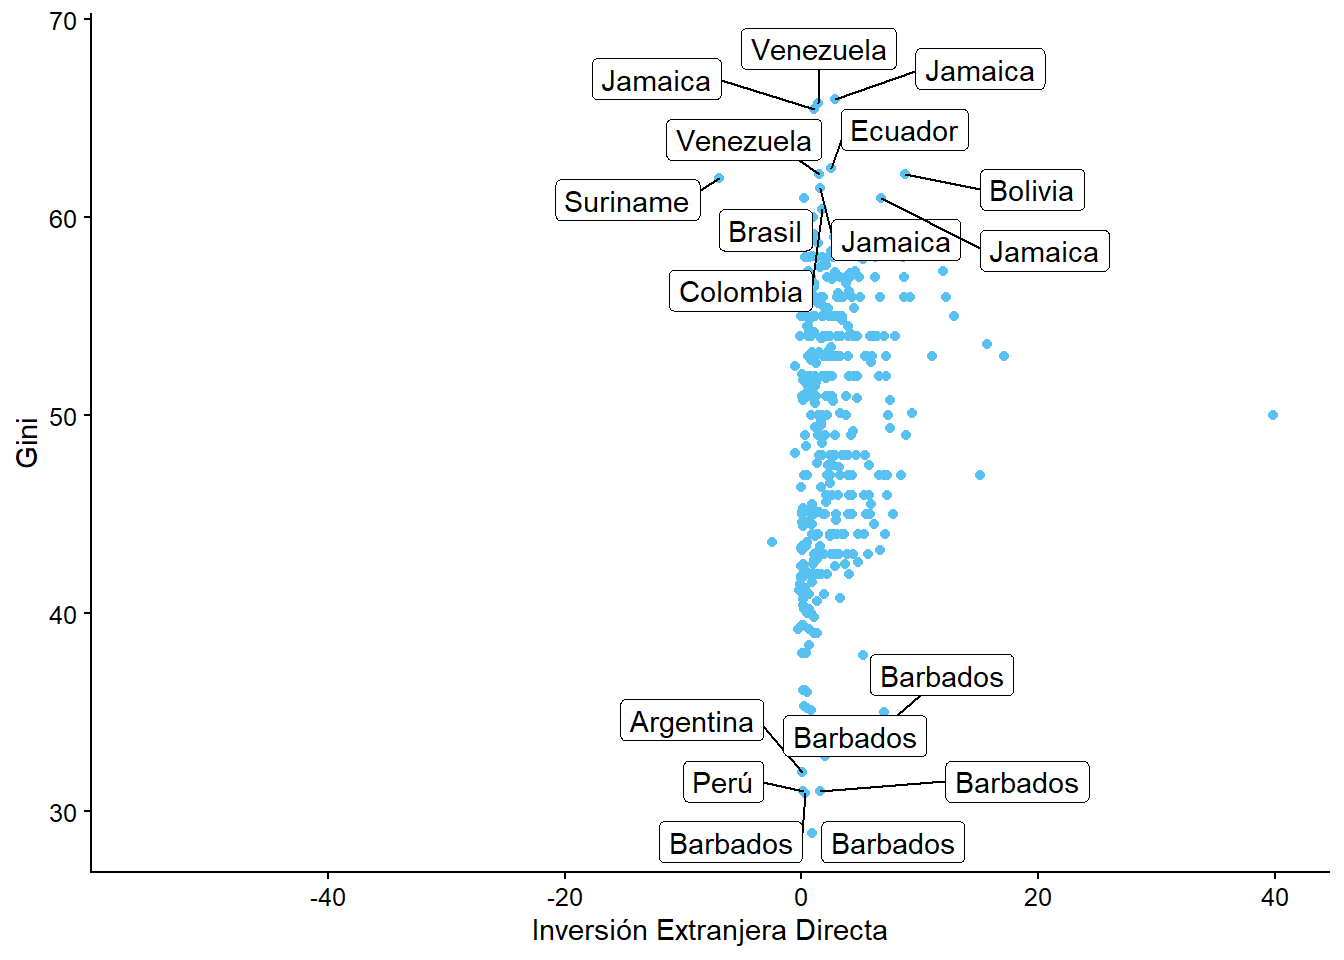 70
Venezuela
Jamaica
Jamaica
Venezuela
Ecuador
Suriname
Bolivia
60
Brasil
Jamaica
Jamaica
Colombia
50
Gini
40
Barbados
Argentina
Barbados
Perú
Barbados
30
Barbados
Barbados
-40
-20
0
20
40
Inversión Extranjera Directa